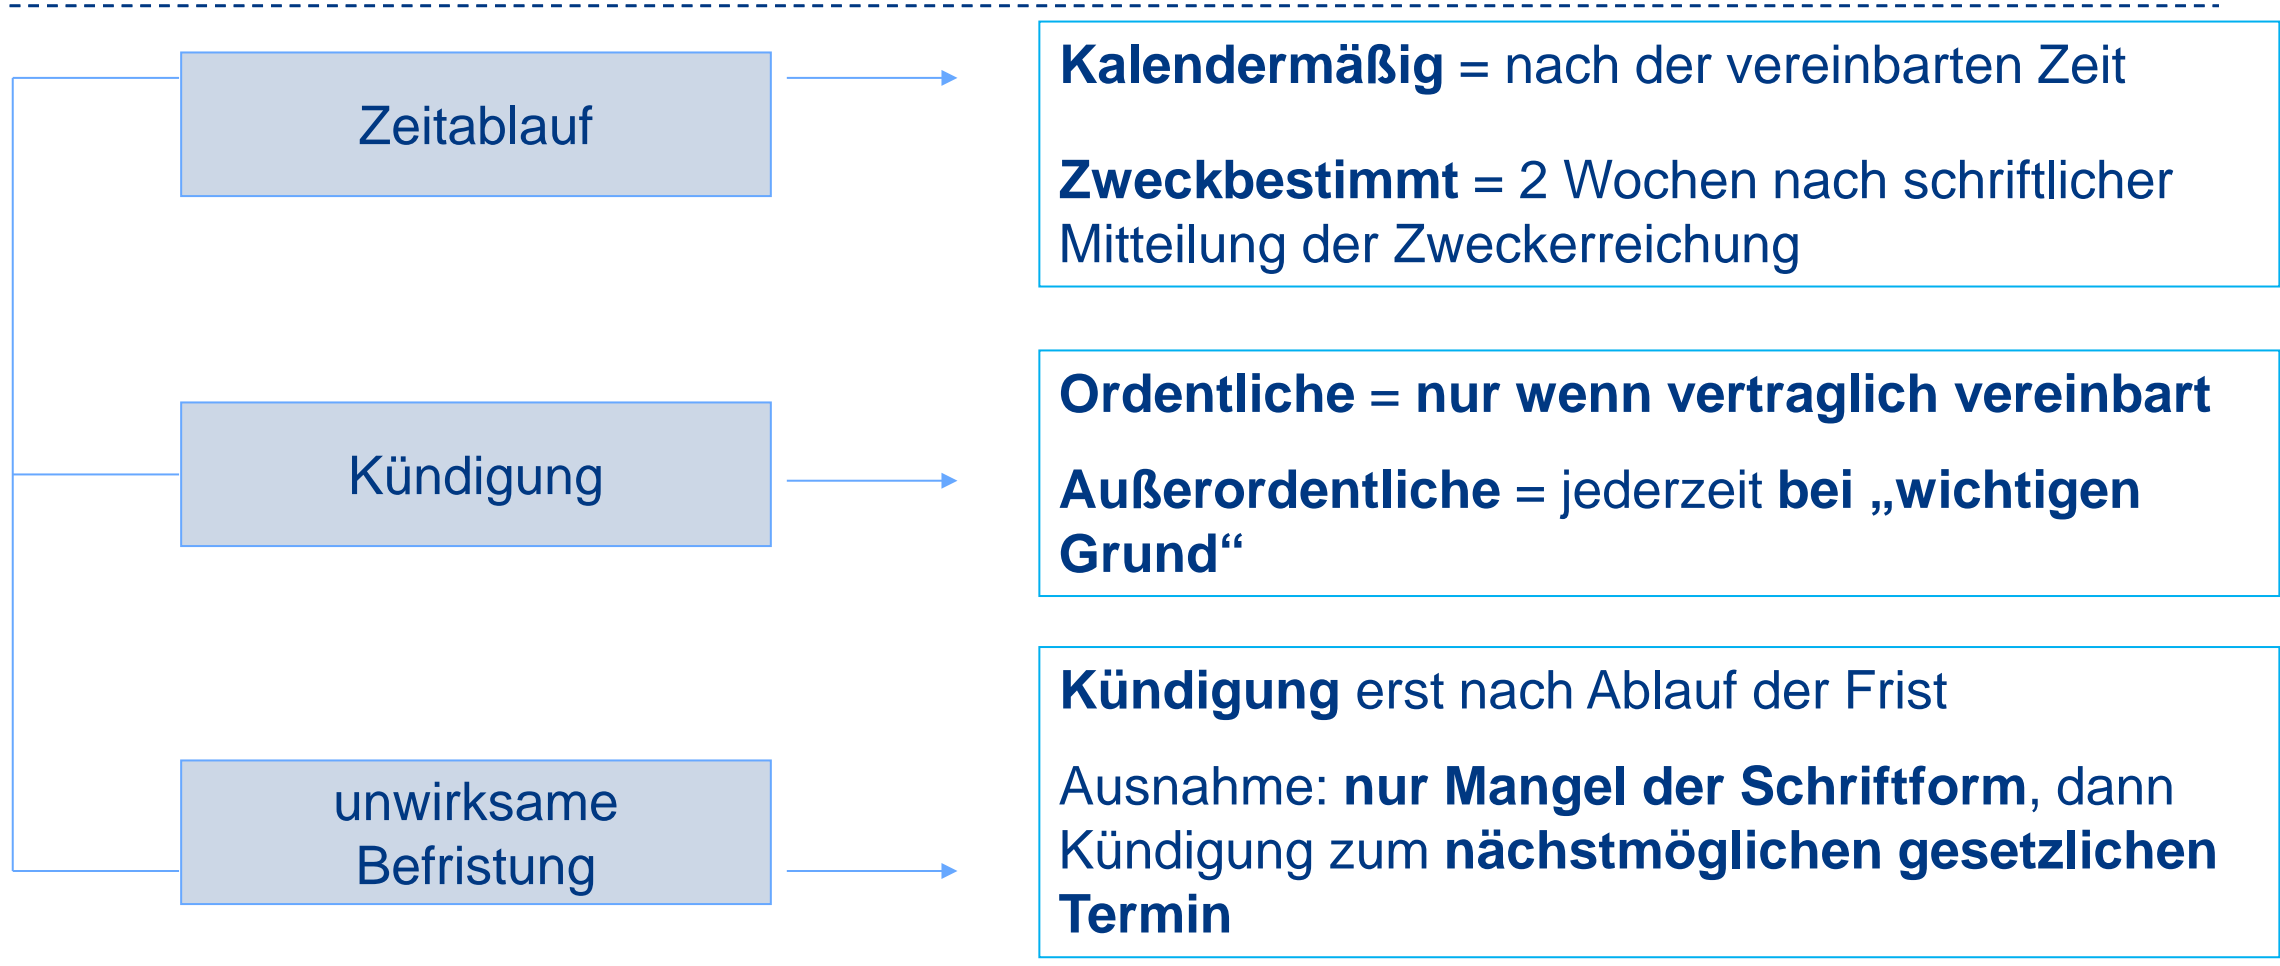 Zeitablauf
Kalendermäßig = nach der vereinbarten Zeit
Zweckbestimmt = 2 Wochen nach schriftlicher
Mitteilung der Zweckerreichung
Kündigung
Ordentliche = nur wenn vertraglich vereinbart
Außerordentliche = jederzeit bei „wichtigen
Grund“
unwirksame
Befristung
Kündigung erst nach Ablauf der Frist
Ausnahme: nur Mangel der Schriftform, dann
Kündigung zum nächstmöglichen gesetzlichen
Termin